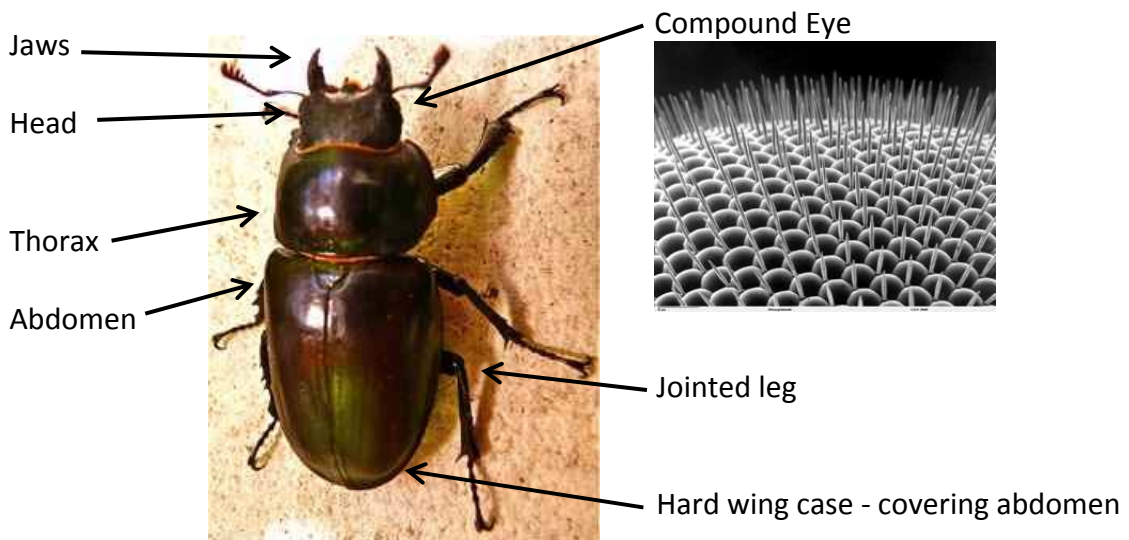 Jaws
Compound Eye
Head
Thorax
Abdomen
Jointed leg
Hard wing case - covering abdomen